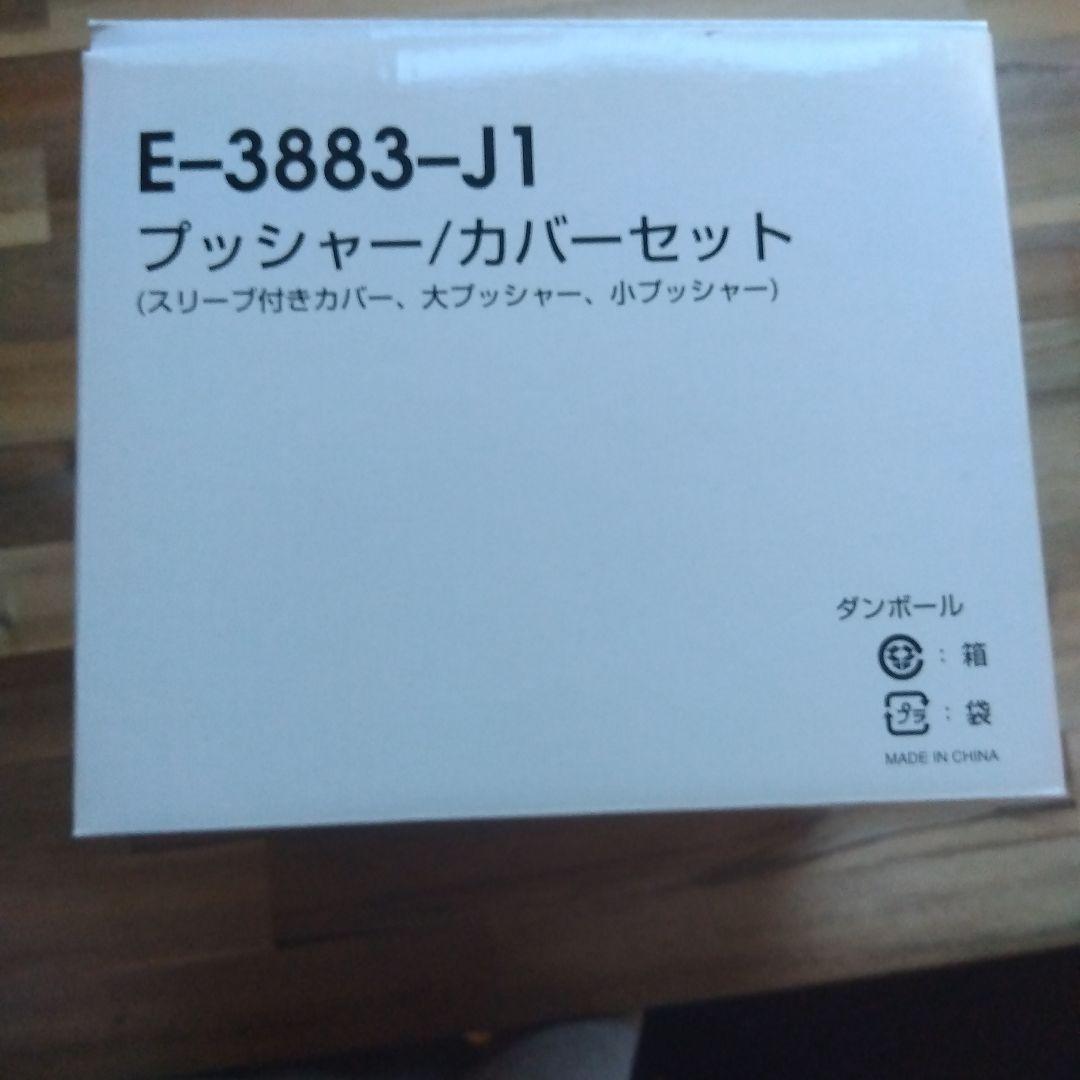 E-3883-J1
プッシャー/カバーセット
(スリーブ付きカバー、大プッシャー、小プッシャー)
ダンボール
: 箱
プラ : 袋
MADE IN CHINA